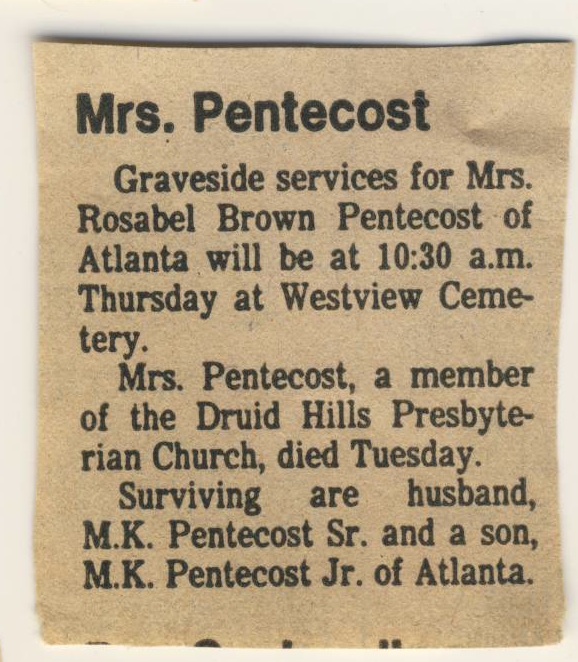 Mrs. Pentecost
Graveside services for Mrs.
Rosabel Brown Pentecost of
Atlanta will be at 10:30 a.m.
Thursday at Westview Ceme-
tery.
Mrs. Pentecost, a member
of the Druid Hills Presbyte-
rian Church, died Tuesday.
Surviving are husband,
M.K. Pentecost Sr. and a son,
M.K. Pentecost Jr. of Atlanta.